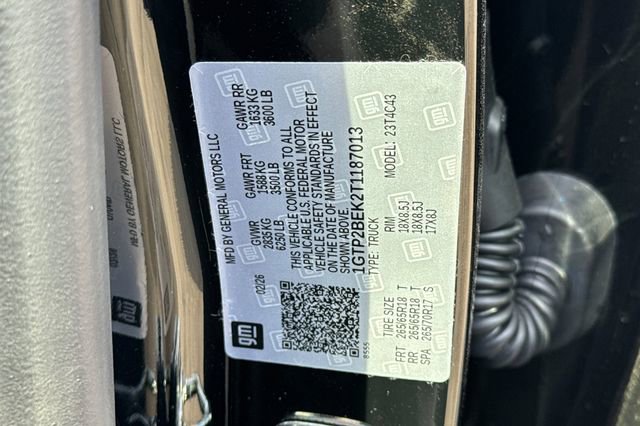 gm
MFD BY GENERAL MOTORS LLC
02/26 GVWR GAWR FRT GAWR RR
2835 KG 1588 KG 1633 KG
6250 LB 3500 LB 3600 LB
THIS VEHICLE CONFORMS TO ALL
APPLICABLE U.S. FEDERAL MOTOR
VEHICLE SAFETY STANDARDS IN EFFECT
ON THE DATE OF MANUFACTURE
SHOWN ABOVE.
1GTP2BEK2T1187013
8555 TYPE: TRUCK MODEL: 23T4C43
TIRE SIZE RIM
FRT: 265/65R18 T 18X8.5J
RR: 265/65R18 T 18X8.5J
SPA: 265/70R17 S 17X8J